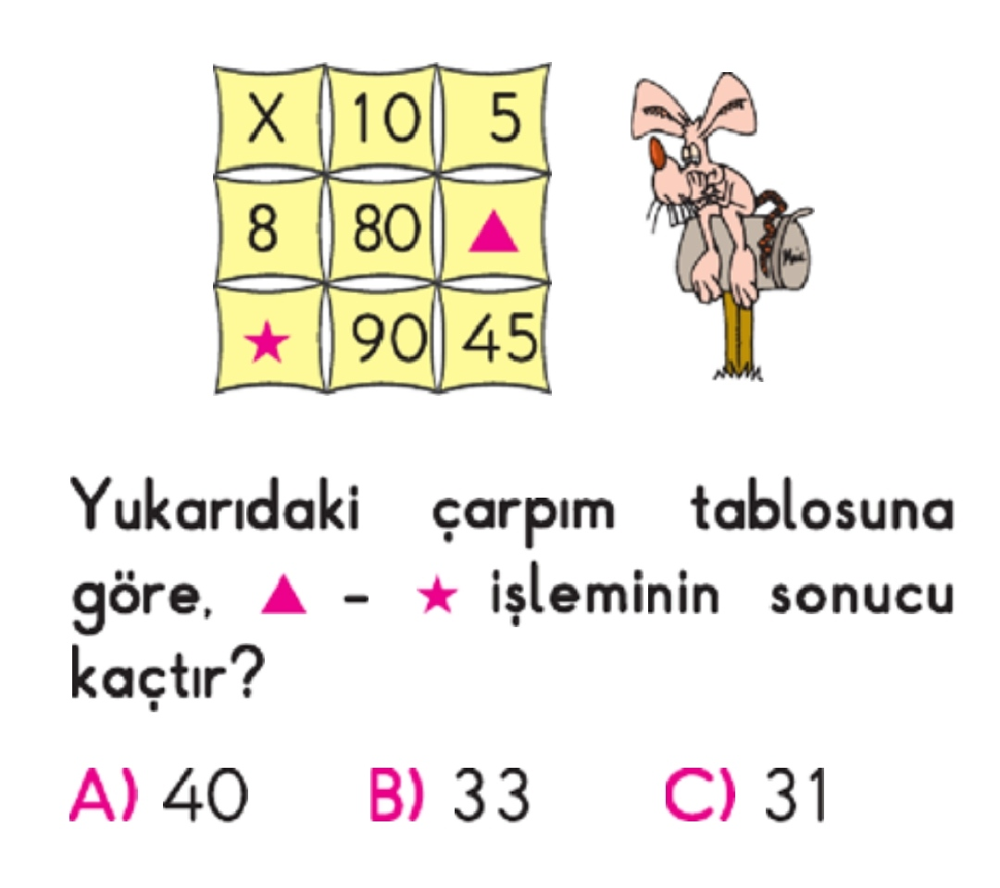 X 10 5
8 80 ▲
★ 90 45
Yukarıdaki çarpım tablosuna
göre, ▲ - ★ işleminin sonucu
kaçtır?
A) 40 B) 33 C) 31